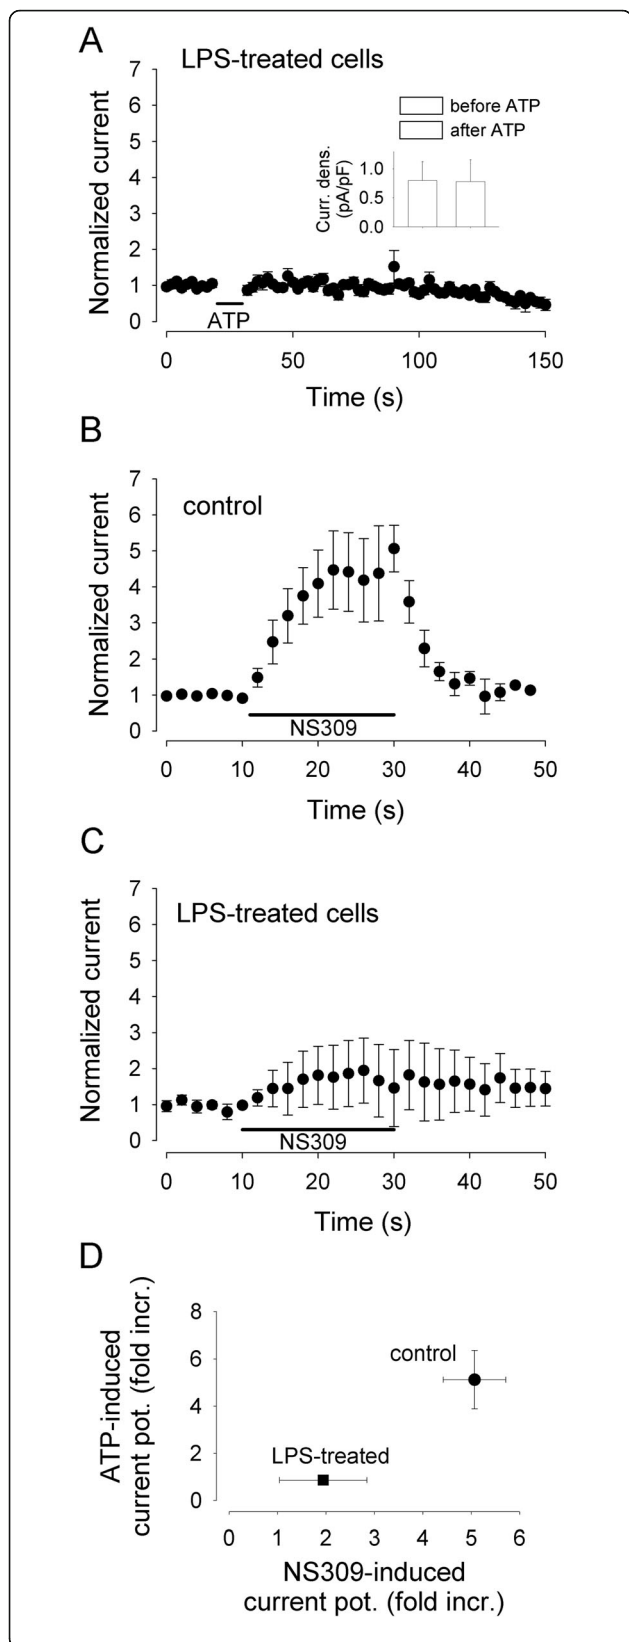 A
LPS-treated cells
7
6
5
4
3
2
1
0
Normalized current
before ATP
after ATP
Curr. dens.
(pA/pF)
1.0
0.5
0.0
ATP
0 50 100 150
Time (s)
B
control
7
6
5
4
3
2
1
0
Normalized current
NS309
0 10 20 30 40 50
Time (s)
C
LPS-treated cells
7
6
5
4
3
2
1
0
Normalized current
NS309
0 10 20 30 40 50
Time (s)
D
ATP-induced
current pot. (fold incr.)
8
6
4
2
0
control
LPS-treated
0 1 2 3 4 5 6
NS309-induced
current pot. (fold incr.)